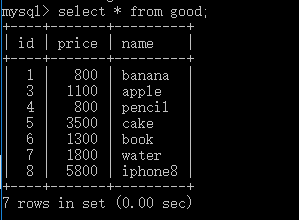 mysql> select * from good;
+----+-------+---------+
| id | price | name    |
+----+-------+---------+
| 1 | 800 | banana |
| 3 | 1100 | apple |
| 4 | 800 | pencil |
| 5 | 3500 | cake |
| 6 | 1300 | book |
| 7 | 1800 | water |
| 8 | 5800 | iphone8 |
+----+-------+---------+
7 rows in set (0.00 sec)